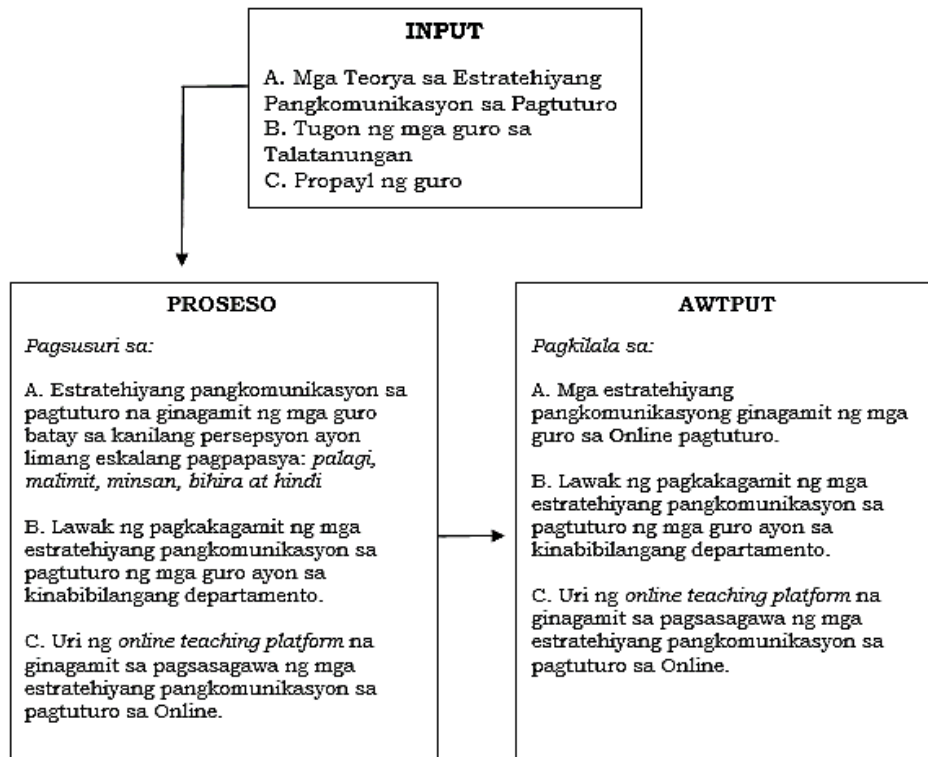 INPUT
A. Mga Teorya sa Estratehiyang
Pangkomunikasyon sa Pagtuturo
B. Tugon ng mga guro sa
Talatanungan
C. Propayl ng guro
PROSESO
Pagsusuri sa:
A. Estratehiyang pangkomunikasyon sa
pagtuturo na ginagamit ng mga guro
batay sa kanilang persepsyon ayon
limang eskalang pagpapasya: palagi,
malimit, minsan, bihira at hindi
B. Lawak ng pagkakagamit ng mga
estratehiyang pangkomunikasyon sa
pagtuturo ng mga guro ayon sa
kinabibilangang departamento.
C. Uri ng online teaching platform na
ginagamit sa pagsasagawa ng mga
estratehiyang pangkomunikasyon sa
pagtuturo sa Online.
AWTPUT
Pagkilala sa:
A. Mga estratehiyang
pangkomunikasyong ginagamit ng mga
guro sa Online pagtuturo.
B. Lawak ng pagkakagamit ng mga
estratehiyang pangkomunikasyon sa
pagtuturo ng mga guro ayon sa
kinabibilangang departamento.
C. Uri ng online teaching platform na
ginagamit sa pagsasagawa ng mga
estratehiyang pangkomunikasyon sa
pagtuturo sa Online.